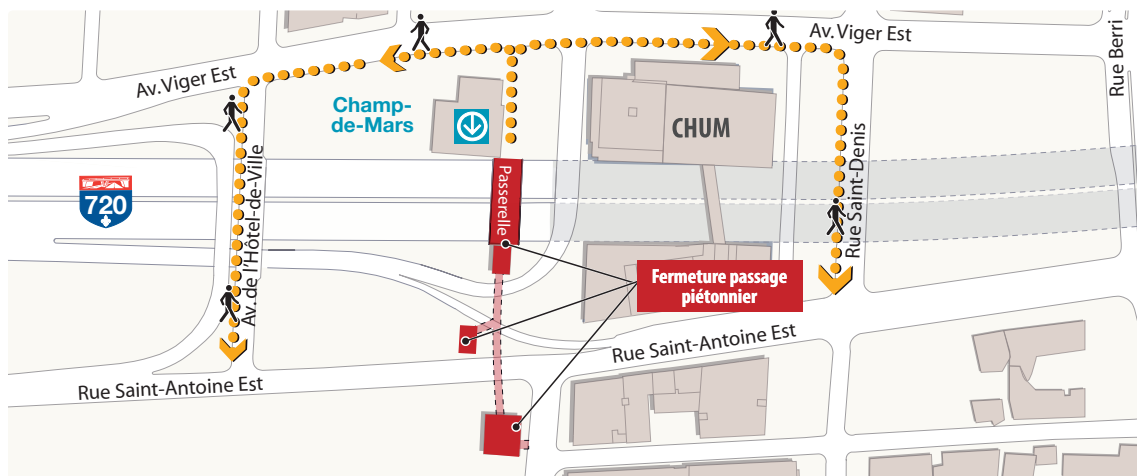 Av. Viger Est
Rue Berri
Av. Viger Est
Champ-
de-Mars
CHUM
Passerelle
720
Av. de l'Hôtel-de-Ville
Rue Saint-Denis
Fermeture passage
piétonnier
Rue Saint-Antoine Est
Rue Saint-Antoine Est